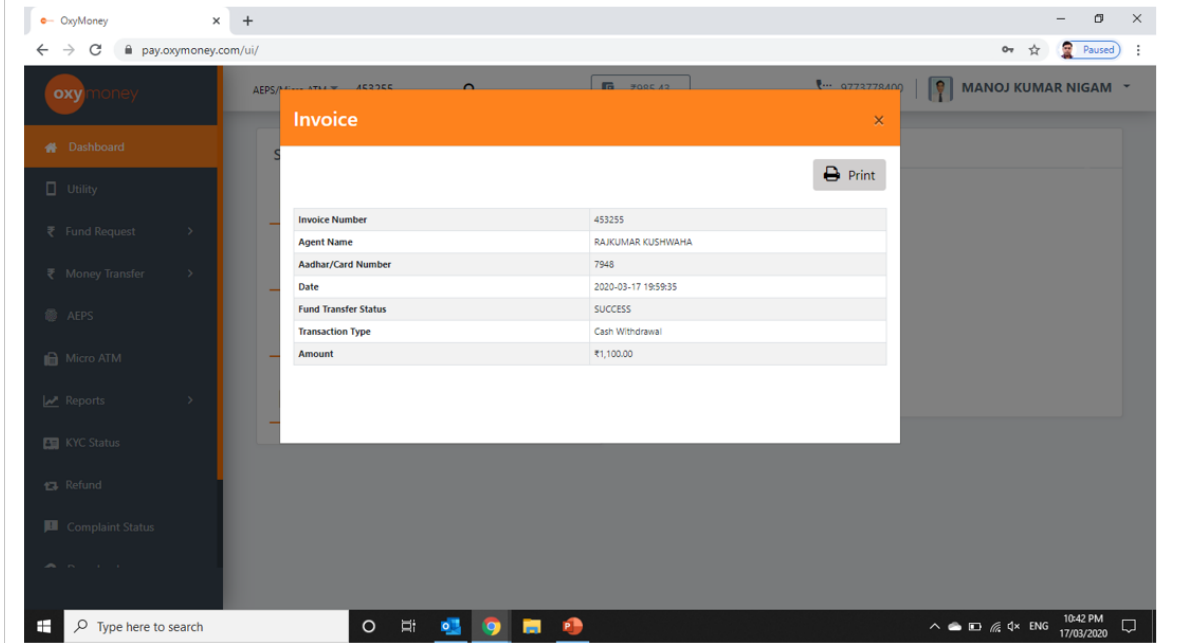 OxyMoney
pay.oxymoney.com/ui/
Paused
oxymoney
453255
₹985.43
9773778400
MANOJ KUMAR NIGAM
Invoice
Print
Dashboard
Utility
Fund Request
Money Transfer
AEPS
Micro ATM
Reports
KYC Status
Refund
Complaint Status
Invoice Number 453255
Agent Name RAJKUMAR KUSHWAHA
Aadhar/Card Number 7948
Date 2020-03-17 19:59:35
Fund Transfer Status SUCCESS
Transaction Type Cash Withdrawal
Amount ₹1,100.00
Type here to search
ENG
10:42 PM
17/03/2020